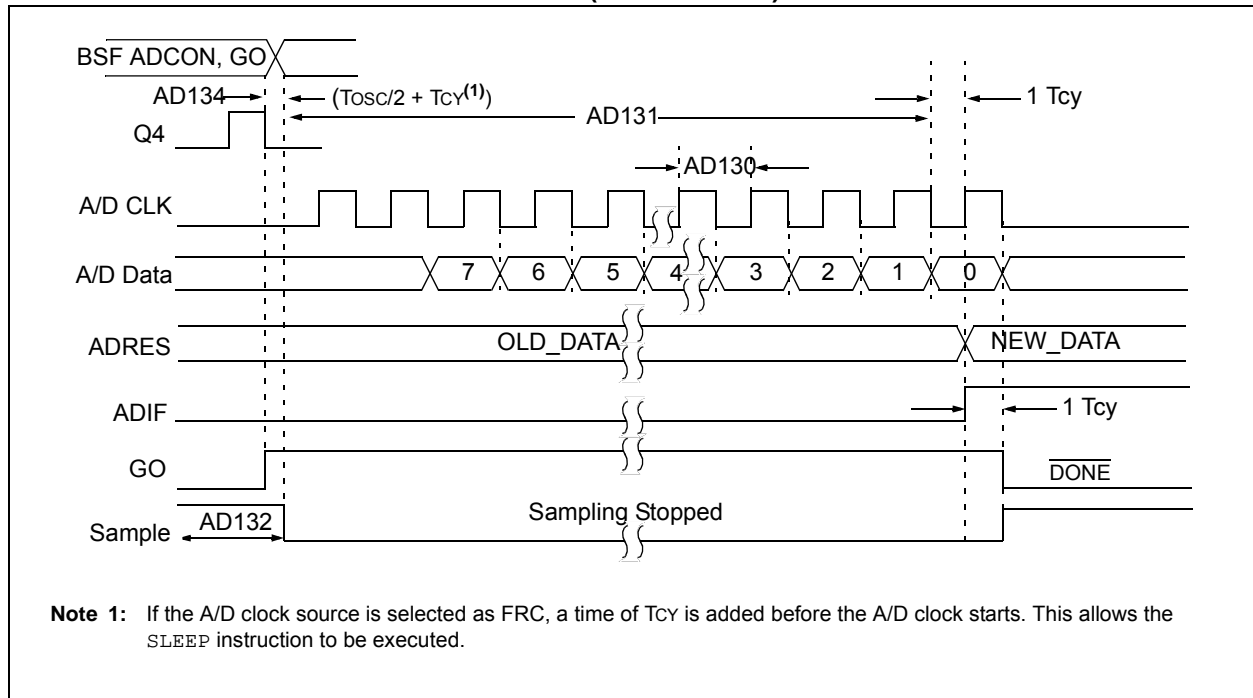 BSF ADCON, GO
AD134
(TOSC/2 + TCY(1))
1 Tcy
AD131
Q4
AD130
A/D CLK
A/D Data
7 6 5 4 3 2 1 0
ADRES
OLD_DATA
NEW_DATA
ADIF
1 Tcy
GO
DONE
Sample
AD132
Sampling Stopped
Note 1: If the A/D clock source is selected as FRC, a time of TCY is added before the A/D clock starts. This allows the
SLEEP instruction to be executed.